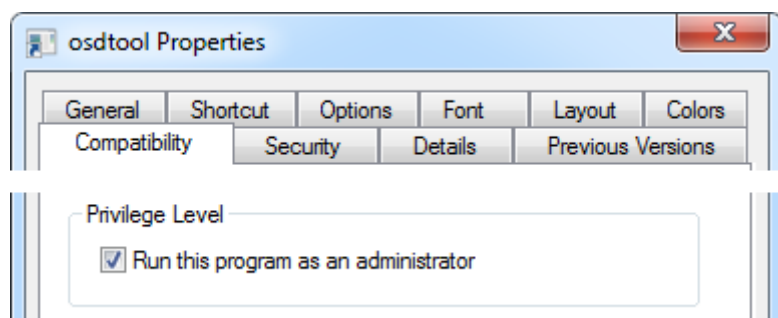 osdtool Properties
General Shortcut Options Font Layout Colors
Compatibility Security Details Previous Versions
Privilege Level
Run this program as an administrator